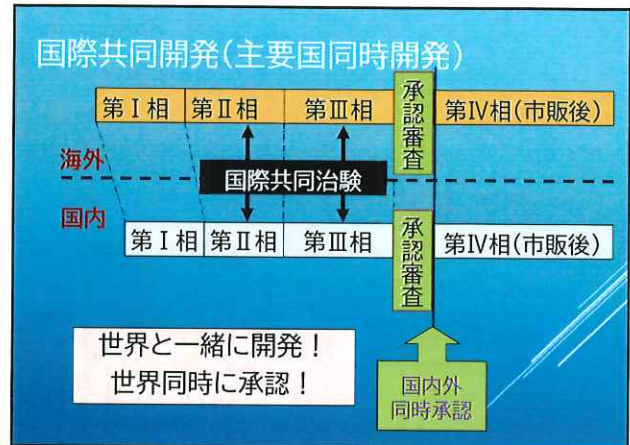 国際共同開発(主要国同時開発)
第Ⅰ相 第Ⅱ相 第Ⅲ相 承認審査 第Ⅳ相(市販後)
海外
国際共同治験
国内
第Ⅰ相 第Ⅱ相 第Ⅲ相 承認審査 第Ⅳ相(市販後)
世界と一緒に開発！
世界同時に承認！
国内外
同時承認